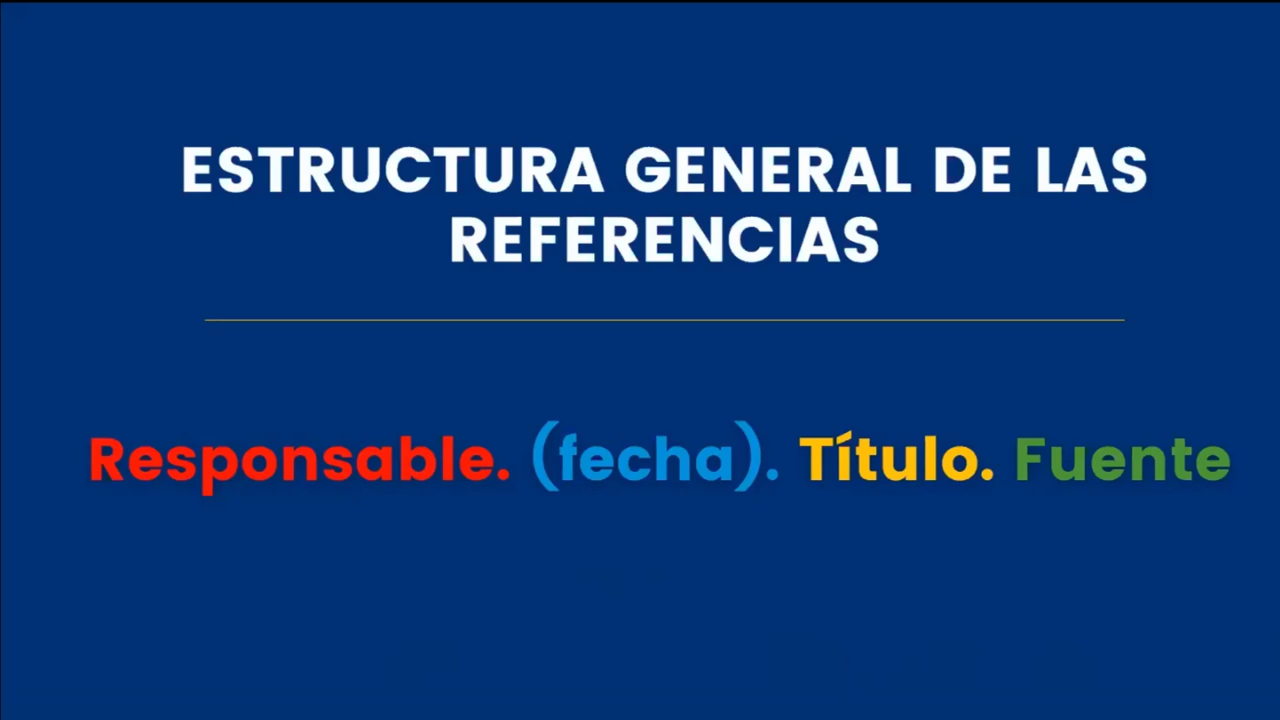 ESTRUCTURA GENERAL DE LAS
REFERENCIAS
Responsable. (fecha). Título. Fuente